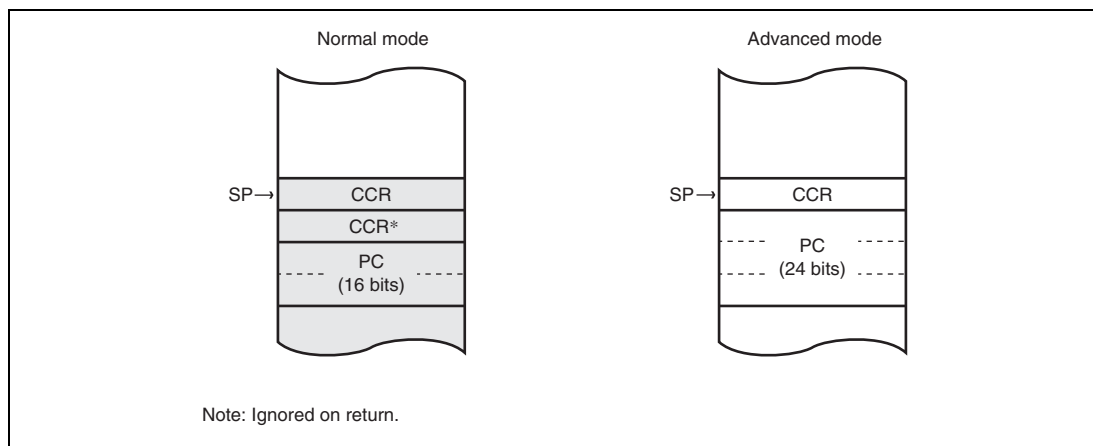 Normal mode
SP→
CCR
CCR*
PC
(16 bits)
Advanced mode
SP→
CCR
PC
(24 bits)
Note: Ignored on return.